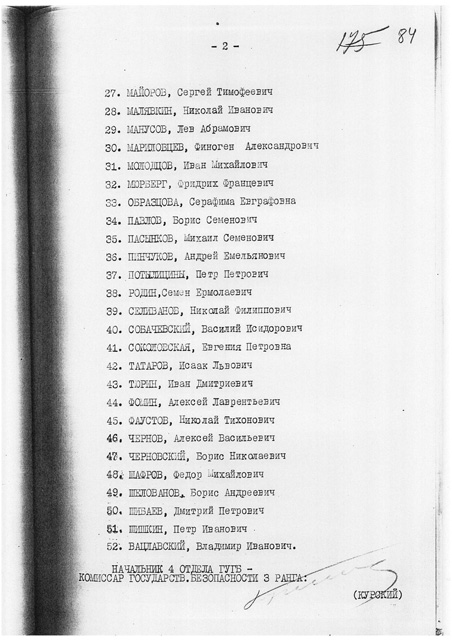 - 2 -
175 84
27. МАЙОРОВ, Сергей Тимофеевич
28. МАЛЯВКИН, Николай Иванович
29. МАНУСОВ, Лев Абрамович
30. МАРИЛОВЦЕВ, Финоген Александрович
31. МОЛОДЦОВ, Иван Михайлович
32. МЮРБЕРГ, Фридрих Францевич
33. ОБРАЗЦОВА, Серафима Евграфовна
34. ПАВЛОВ, Борис Семенович
35. ПАСЫНКОВ, Михаил Семенович
36. ПИНЧУКОВ, Андрей Емельянович
37. ПОТЫЛИЦЫН, Петр Петрович
38. РОДИН,Семен Ермолаевич
39. СЕЛИВАНОВ, Николай Филиппович
40. СОБАЧЕВСКИЙ, Василий Исидорович
41. СОКОЛОВСКАЯ, Евгения Петровна
42. ТАТАРОВ, Исаак Львович
43. ТЮРИН, Иван Дмитриевич
44. ФОМИН, Алексей Лаврентьевич
45. ФАУСТОВ, Николай Тихонович
46. ЧЕРНОВ, Алексей Васильевич
47. ЧЕРНОВСКИЙ, Борис Николаевич
48. ШАФРОВ, Федор Михайлович
49. ШЕЛОВАНОВ, Борис Андреевич
50. ШИБАЕВ, Дмитрий Петрович
51. ШИШКИН, Петр Иванович
52. ВАЦЛАВСКИЙ, Владимир Иванович.
НАЧАЛЬНИК 4 ОТДЕЛА ГУГБ -
КОМИССАР ГОСУДАРСТВ.БЕЗОПАСНОСТИ 3 РАНГА:
(КУРСКИЙ)